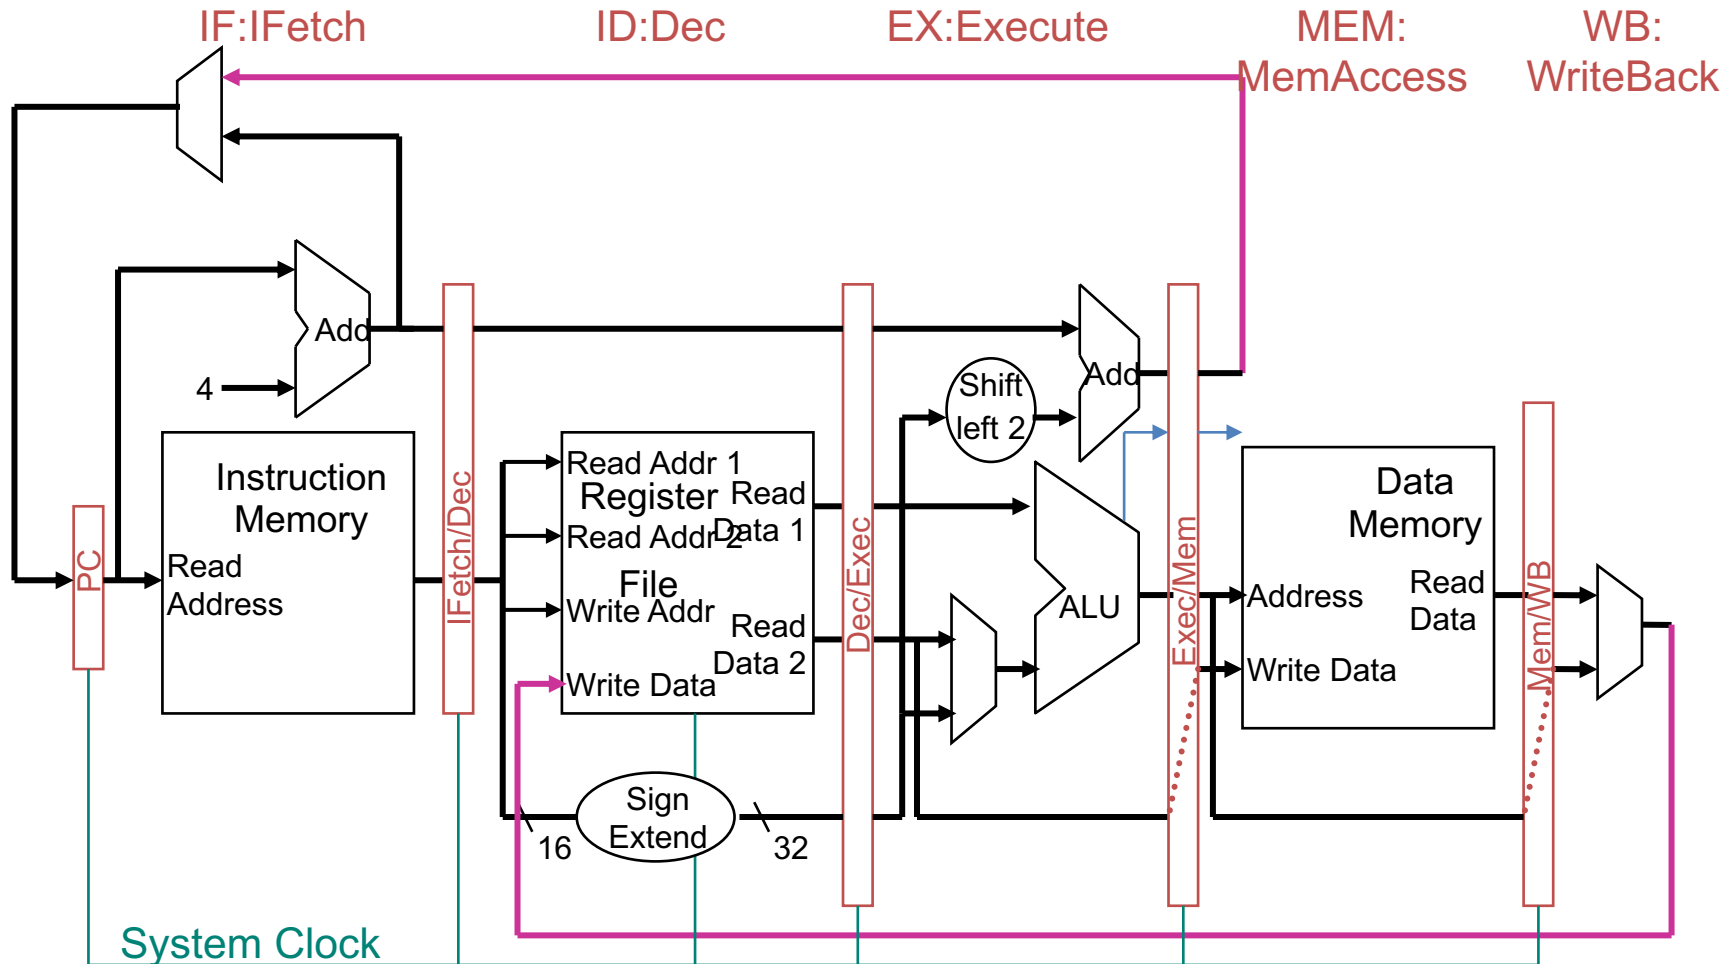 IF:IFetch
ID:Dec
EX:Execute
MEM:
MemAccess
WB:
WriteBack
Add
4
Add
Shift
left 2
Instruction
Memory
Read
Address
PC
IFetch/Dec
Read Addr 1
Register
Read Addr 2
File
Write Addr
Write Data
Read
Data 1
Read
Data 2
Dec/Exec
ALU
Exec/Mem
Data
Memory
Address
Read
Data
Write Data
Mem/WB
Sign
Extend
16
32
System Clock